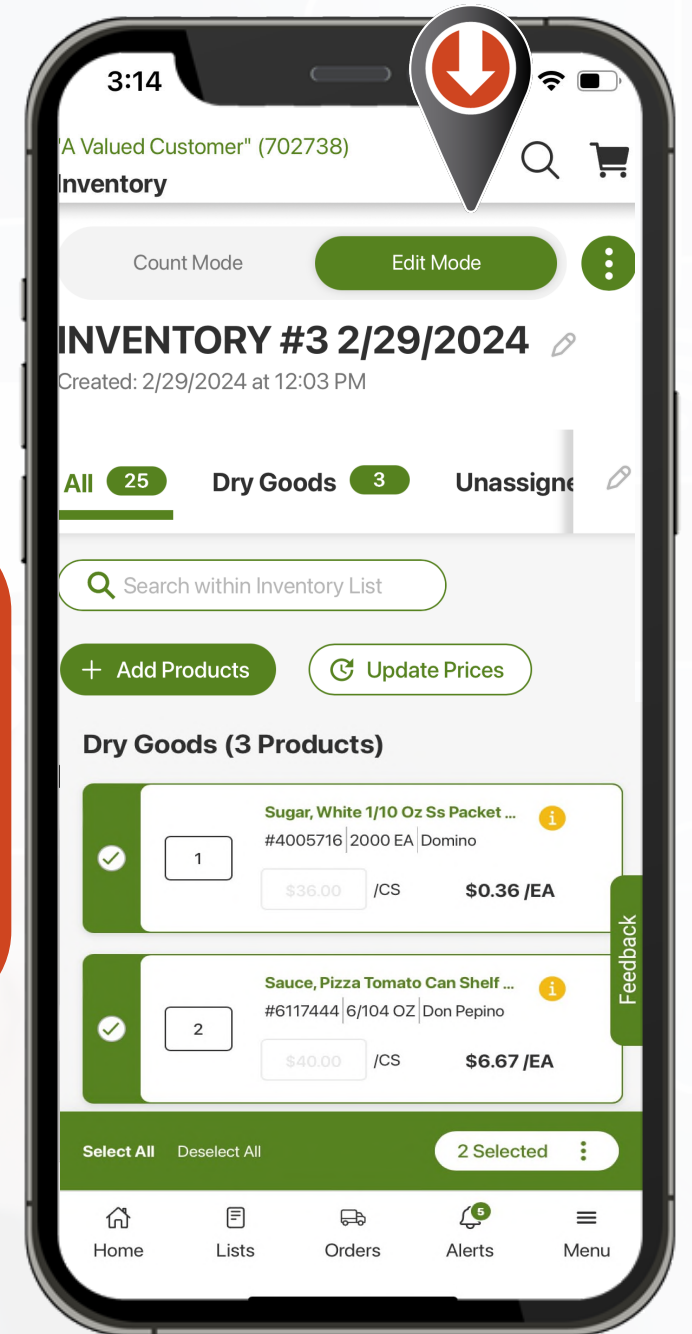 3:14
'A Valued Customer" (702738)
Inventory
Count Mode
Edit Mode
INVENTORY #3 2/29/2024
Created: 2/29/2024 at 12:03 PM
All 25 Dry Goods 3 Unassigne
Search within Inventory List
+ Add Products
Update Prices
Dry Goods (3 Products)
Sugar, White 1/10 Oz Ss Packet ... i
#4005716 | 2000 EA | Domino
1
$36.00 /CS $0.36 /EA
Feedback
Sauce, Pizza Tomato Can Shelf ... i
#6117444 | 6/104 OZ | Don Pepino
2
$40.00 /CS $6.67 /EA
Select All Deselect All 2 Selected
5
Home Lists Orders Alerts Menu